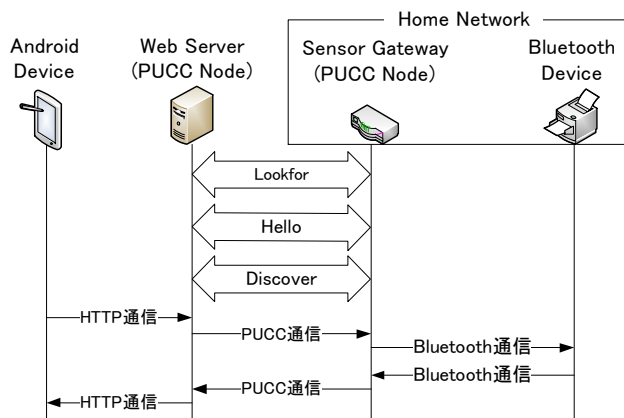 Home Network
Android
Device
Web Server
(PUCC Node)
Sensor Gateway
(PUCC Node)
Bluetooth
Device
Lookfor
Hello
Discover
HTTP通信
PUCC通信
Bluetooth通信
Bluetooth通信
PUCC通信
HTTP通信